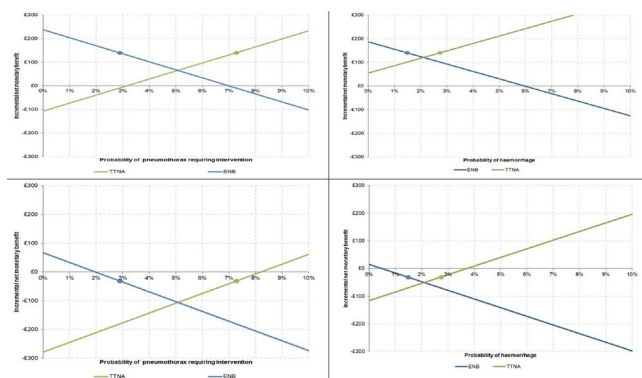 £300
£200
£100
£0
-£100
-£200
-£300
0% 1% 2% 3% 4% 5% 6% 7% 8% 9% 10%
Incremental net monetary benefit
Probability of pneumothorax requiring intervention
TTNA ENB
£300
£200
£100
£0
-£100
-£200
-£300
0% 1% 2% 3% 4% 5% 6% 7% 8% 9% 10%
Incremental net monetary benefit
Probability of haemorrhage
ENB TTNA
£300
£200
£100
£0
-£100
-£200
-£300
0% 1% 2% 3% 4% 5% 6% 7% 8% 9% 10%
Incremental net monetary benefit
Probability of pneumothorax requiring intervention
TTNA ENB
£300
£200
£100
£0
-£100
-£200
-£300
0% 1% 2% 3% 4% 5% 6% 7% 8% 9% 10%
Incremental net monetary benefit
Probability of haemorrhage
ENB TTNA